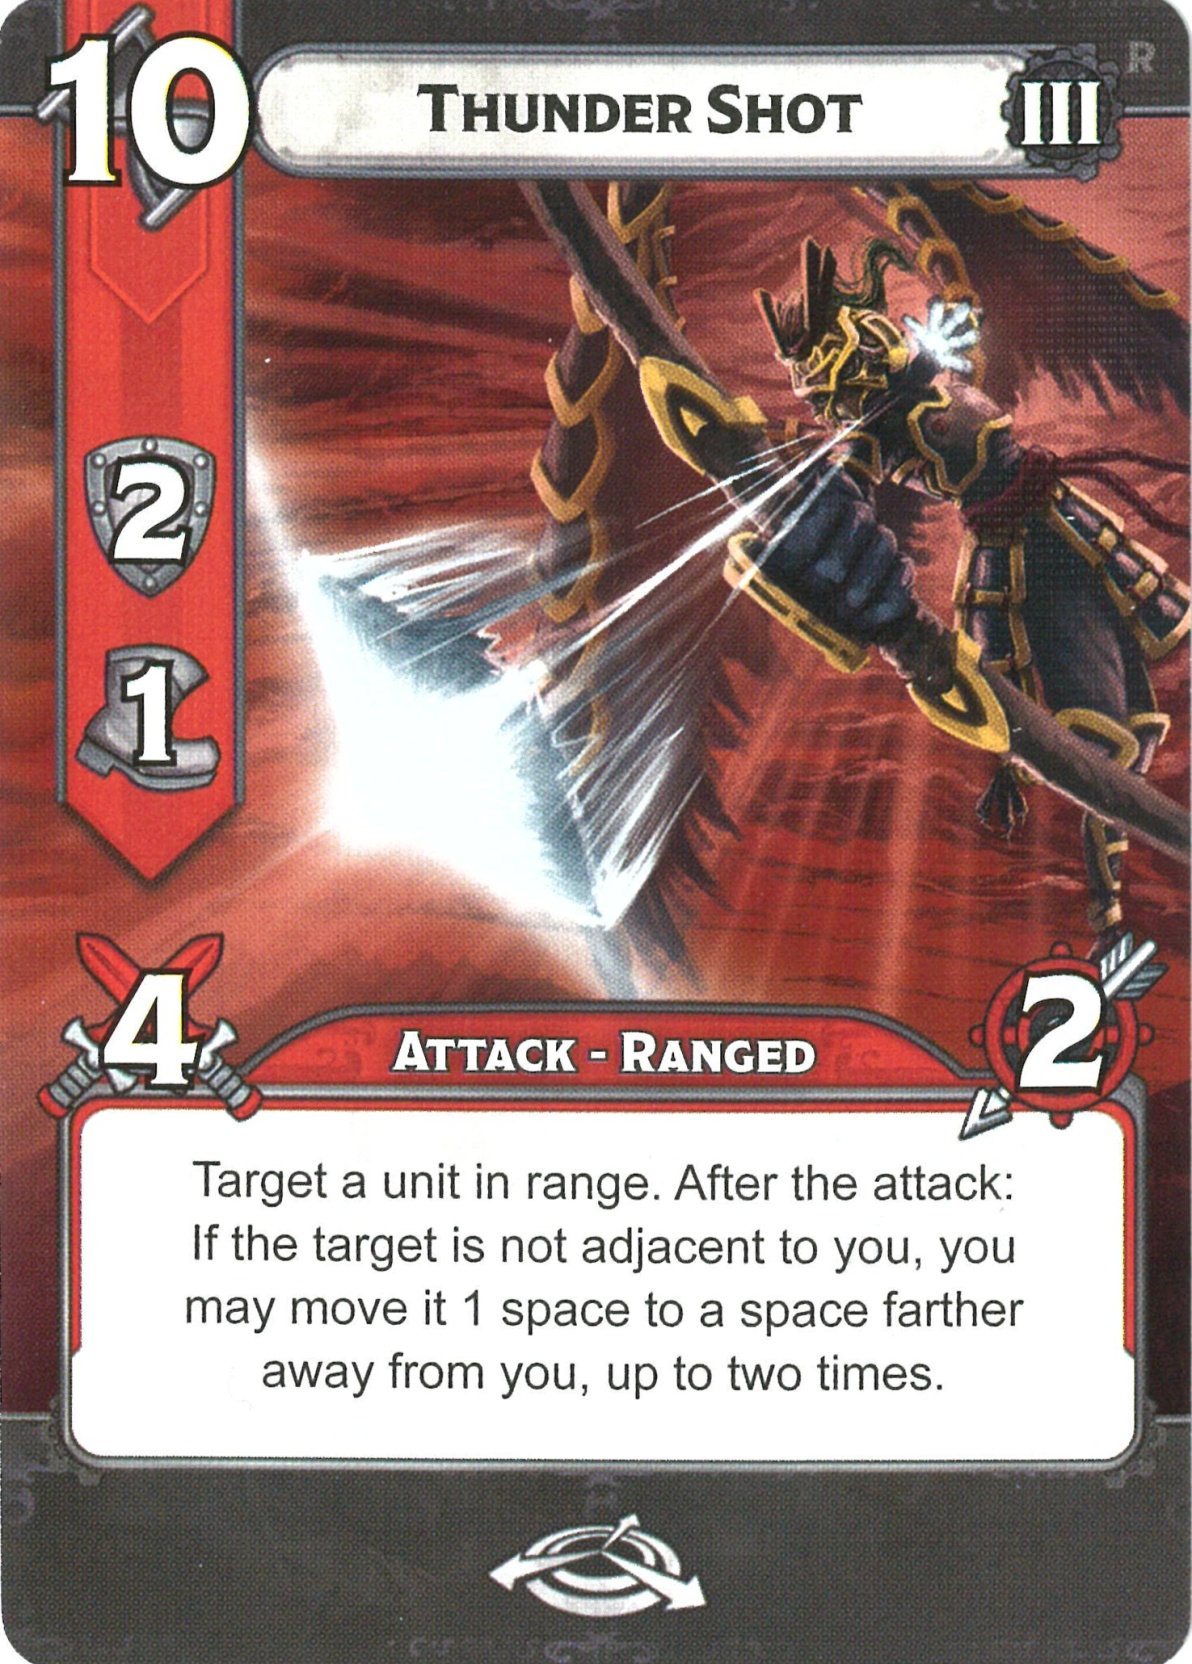 10
THUNDER SHOT
III
R
2
1
4
ATTACK - RANGED
2
Target a unit in range. After the attack:
If the target is not adjacent to you, you
may move it 1 space to a space farther
away from you, up to two times.